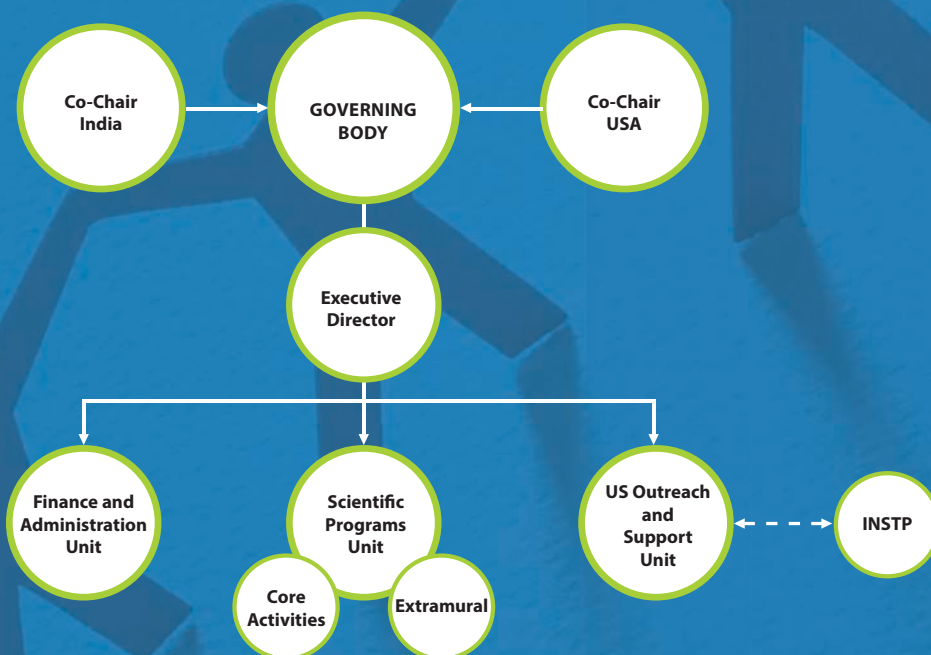 Co-Chair
India
GOVERNING
BODY
Co-Chair
USA
Executive
Director
Finance and
Administration
Unit
Scientific
Programs
Unit
Core
Activities
Extramural
US Outreach
and
Support
Unit
INSTP